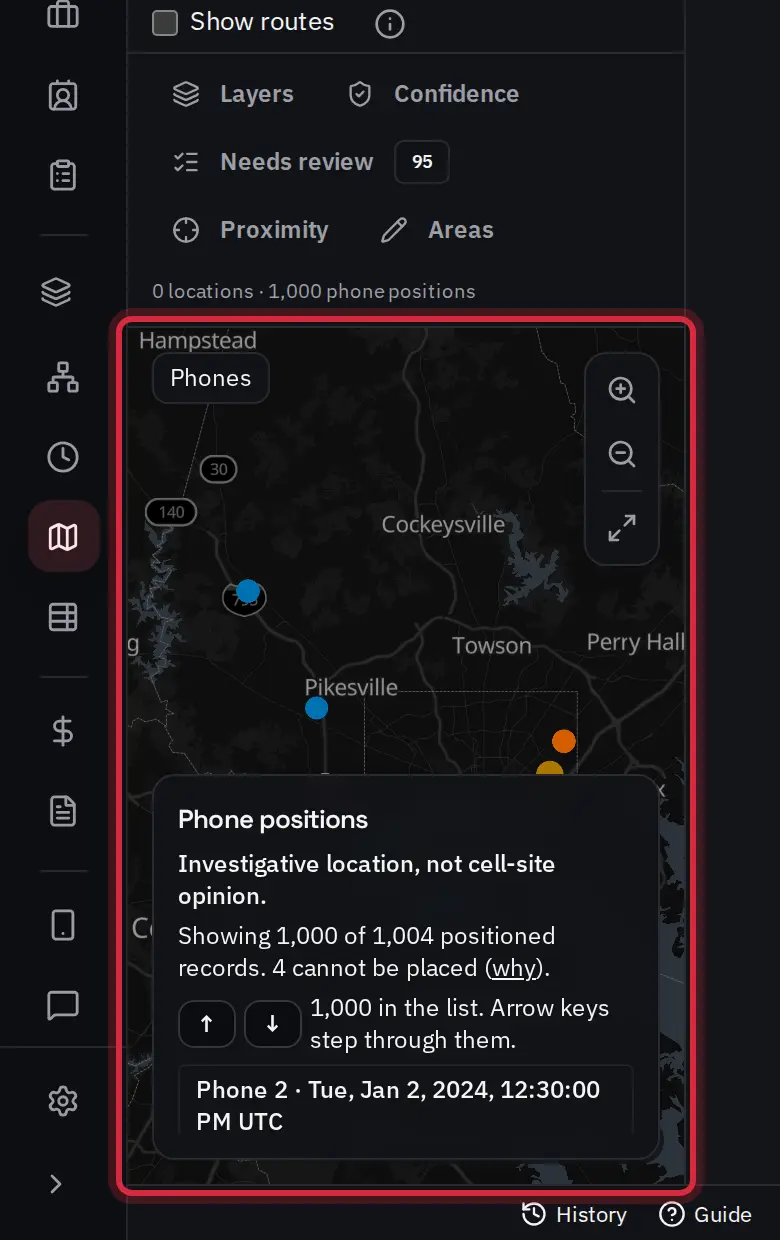 Show routes
Layers
Confidence
Needs review 95
Proximity
Areas
0 locations · 1,000 phone positions
Hampstead
Phones
30
140
Cockeysville
Towson
Perry Hall
g
Pikesville
x
Phone positions
Investigative location, not cell-site
opinion.
Showing 1,000 of 1,004 positioned
records. 4 cannot be placed (why).
↑ ↓ 1,000 in the list. Arrow keys
step through them.
Phone 2 · Tue, Jan 2, 2024, 12:30:00
PM UTC
History
Guide